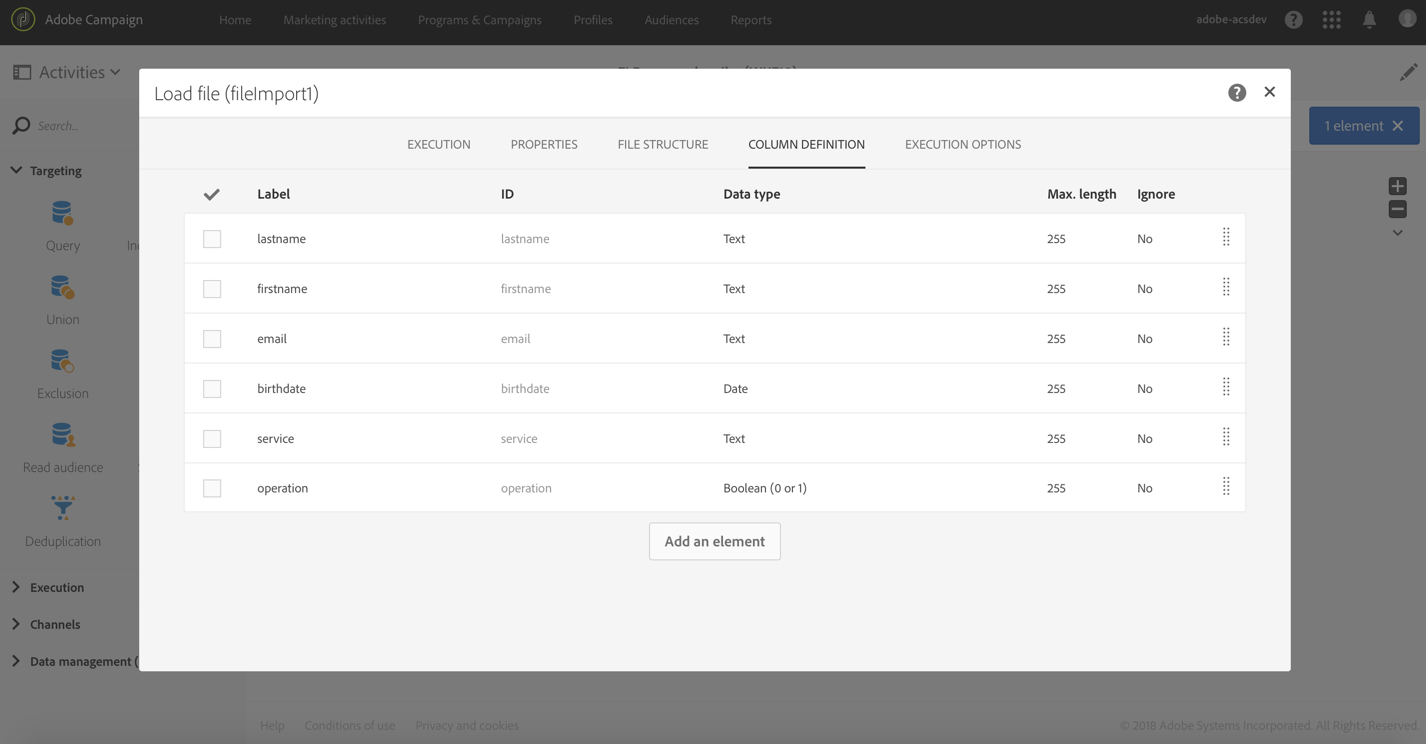 Adobe Campaign Home Marketing activities Programs & Campaigns Profiles Audiences Reports adobe-acsdev ?
Activities
Load file (fileImport1) ?
Search...
1 element
EXECUTION PROPERTIES FILE STRUCTURE COLUMN DEFINITION EXECUTION OPTIONS
Targeting
Label ID Data type Max. length Ignore
lastname lastname Text 255 No
Query
firstname firstname Text 255 No
Union
email email Text 255 No
Exclusion
birthdate birthdate Date 255 No
service service Text 255 No
Read audience
operation operation Boolean (0 or 1) 255 No
Deduplication
Add an element
Execution
Channels
Data management (
Help Conditions of use Privacy and cookies © 2018 Adobe Systems Incorporated. All Rights Reserved